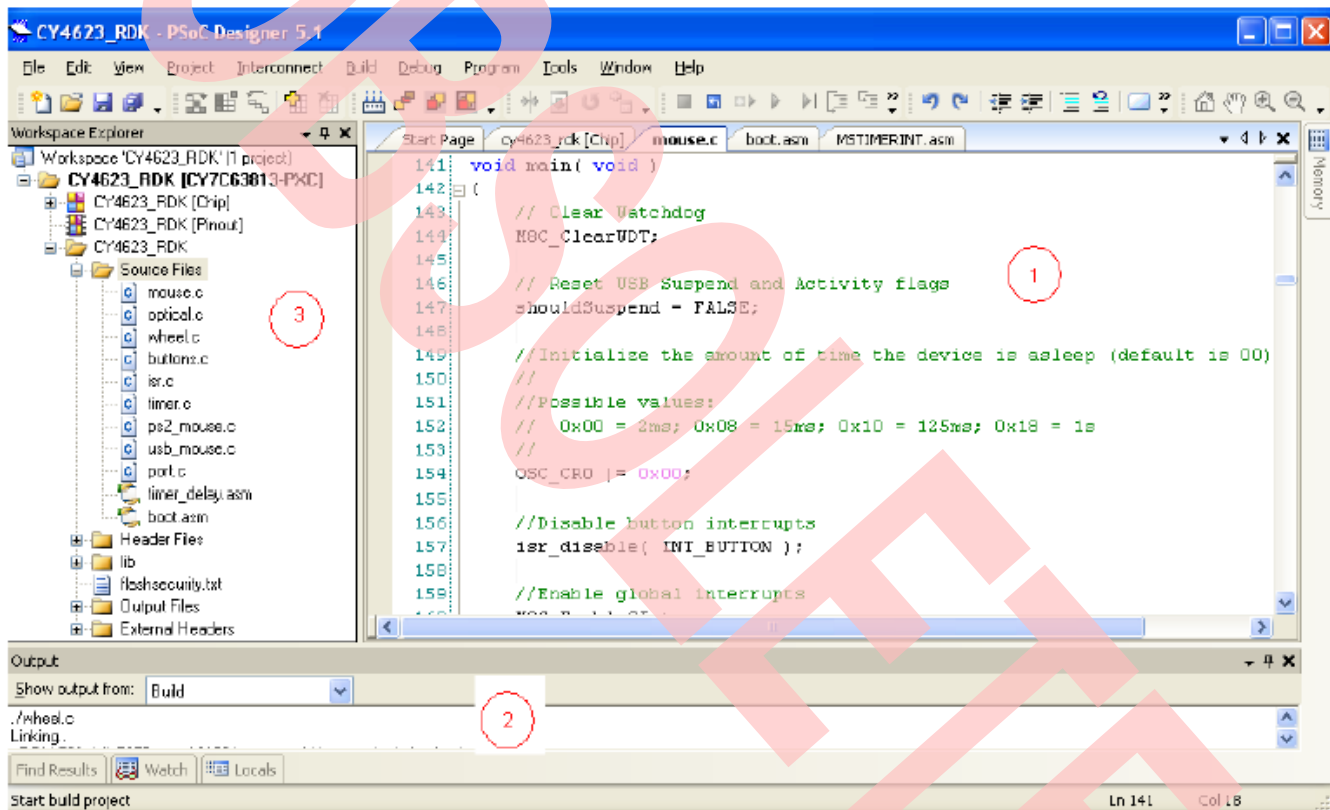 CY4623_RDK - PSoC Designer 5.1
File Edit View Project Interconnect Build Debug Program Tools Window Help
Workspace Explorer
Workspace 'CY4623_RDK' (1 project)
CY4623_RDK [CY7C63813-PXC]
CY4623_RDK [Chip]
CY4623_RDK [Pinout]
CY4623_RDK
Source Files
mouse.c
optical.c
wheel.c
buttons.c
isr.c
timer.c
ps2_mouse.c
usb_mouse.c
port.c
timer_delay.asm
boot.asm
Header Files
lib
flashsecurity.txt
Output Files
External Headers
3
Start Page cy4623_rdk [Chip] mouse.c boot.asm MSTIMERINT.asm
141 void main( void )
142 {
143 // Clear Watchdog
144 M8C_ClearWDT;
145
146 // Reset USB Suspend and Activity flags
147 shouldSuspend = FALSE;
148
149 //Initialize the amount of time the device is asleep (default is 00)
150 //
151 //Possible values:
152 // 0x00 = 2ms; 0x08 = 15ms; 0x10 = 125ms; 0x18 = 1s
153 //
154 OSC_CR0 |= 0x00;
155
156 //Disable button interrupts
157 isr_disable( INT_BUTTON );
158
159 //Enable global interrupts
1
Memory
Output
Show output from: Build
./wheel.c
Linking..
2
Find Results Watch Locals
Start build project Ln 141 Col 18
OBSOLETE